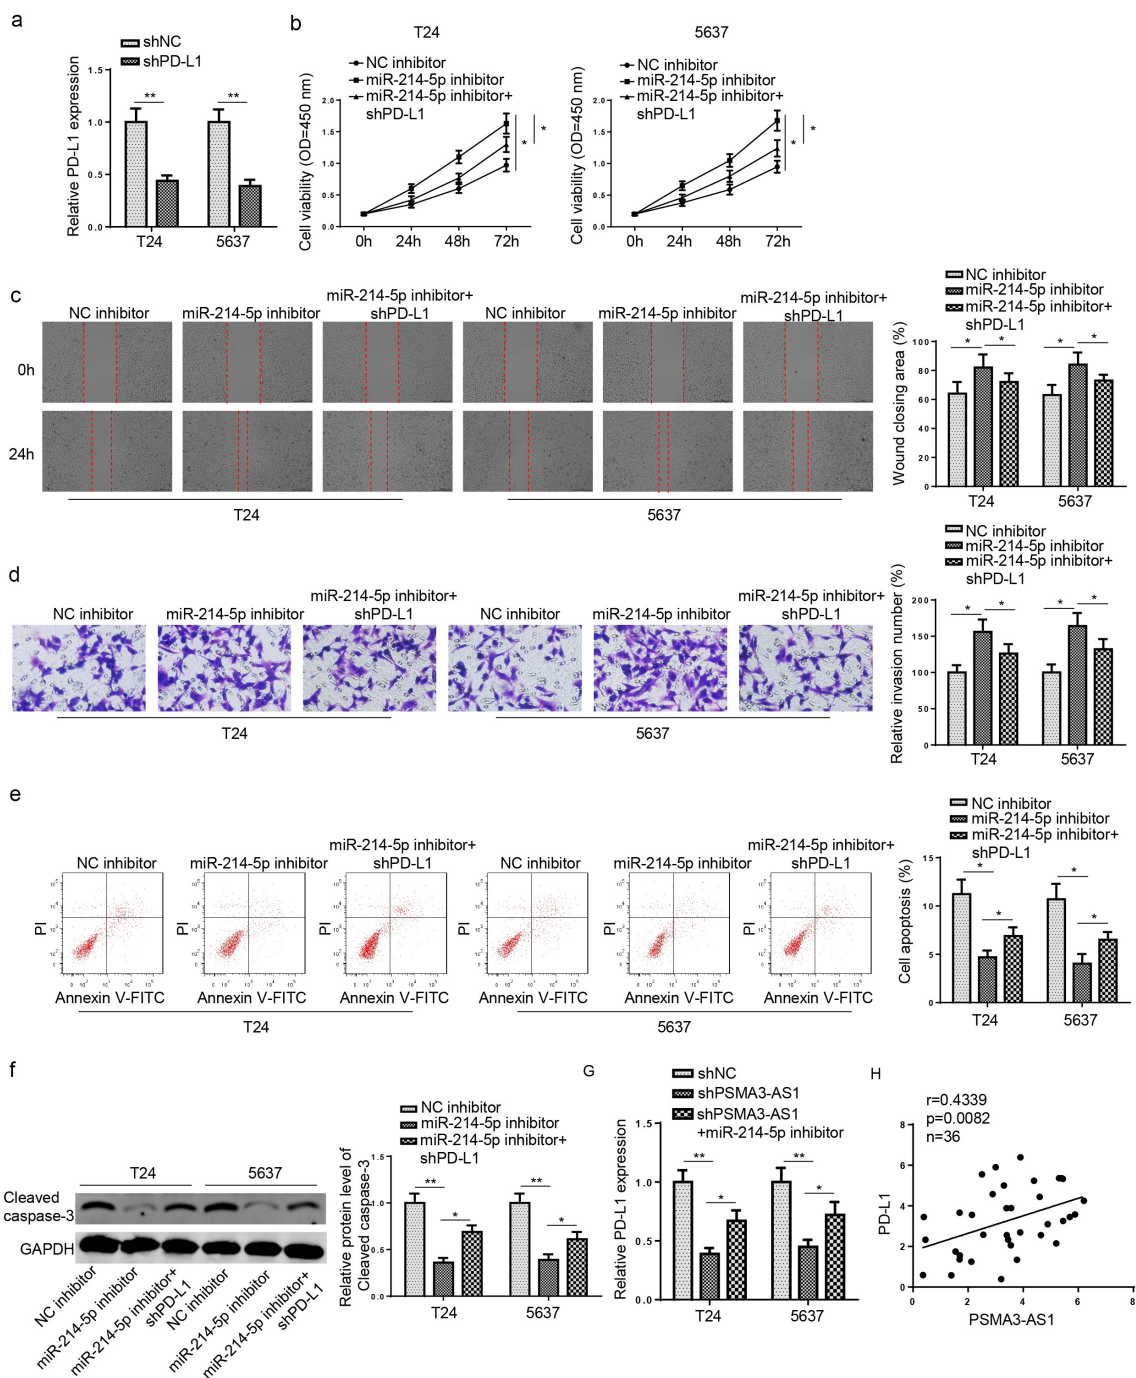 a
shNC
shPD-L1
Relative PD-L1 expression
1.5
1.0
0.5
0.0
**
**
T24
5637
b
T24
NC inhibitor
miR-214-5p inhibitor
miR-214-5p inhibitor+
shPD-L1
Cell viability (OD=450 nm)
2.0
1.5
1.0
0.5
0.0
*
*
0h
24h
48h
72h
5637
NC inhibitor
miR-214-5p inhibitor
miR-214-5p inhibitor+
shPD-L1
Cell viability (OD=450 nm)
2.0
1.5
1.0
0.5
0.0
*
*
0h
24h
48h
72h
c
NC inhibitor
miR-214-5p inhibitor
miR-214-5p inhibitor+
shPD-L1
NC inhibitor
miR-214-5p inhibitor
miR-214-5p inhibitor+
shPD-L1
0h
24h
T24
5637
NC inhibitor
miR-214-5p inhibitor
miR-214-5p inhibitor+
shPD-L1
Wound closing area (%)
100
80
60
40
20
0
*
*
*
*
T24
5637
d
NC inhibitor
miR-214-5p inhibitor
miR-214-5p inhibitor+
shPD-L1
NC inhibitor
miR-214-5p inhibitor
miR-214-5p inhibitor+
shPD-L1
T24
5637
NC inhibitor
miR-214-5p inhibitor
miR-214-5p inhibitor+
shPD-L1
Relative invasion number (%)
200
150
100
50
0
*
*
*
*
T24
5637
e
NC inhibitor
miR-214-5p inhibitor
miR-214-5p inhibitor+
shPD-L1
NC inhibitor
miR-214-5p inhibitor
miR-214-5p inhibitor+
shPD-L1
PI
PI
PI
PI
PI
PI
Annexin V-FITC
Annexin V-FITC
Annexin V-FITC
Annexin V-FITC
Annexin V-FITC
Annexin V-FITC
T24
5637
NC inhibitor
miR-214-5p inhibitor
miR-214-5p inhibitor+
shPD-L1
Cell apoptosis (%)
15
10
5
0
*
*
*
*
T24
5637
f
T24
5637
Cleaved
caspase-3
GAPDH
NC inhibitor
miR-214-5p inhibitor
miR-214-5p inhibitor+
shPD-L1
NC inhibitor
miR-214-5p inhibitor
miR-214-5p inhibitor+
shPD-L1
NC inhibitor
miR-214-5p inhibitor
miR-214-5p inhibitor+
shPD-L1
Relative protein level of
Cleaved caspase-3
1.5
1.0
0.5
0.0
**
*
**
*
T24
5637
G
shNC
shPSMA3-AS1
shPSMA3-AS1
+miR-214-5p inhibitor
Relative PD-L1 expression
1.5
1.0
0.5
0.0
**
*
**
*
T24
5637
H
r=0.4339
p=0.0082
n=36
PD-L1
8
6
4
2
0
0
2
4
6
8
PSMA3-AS1